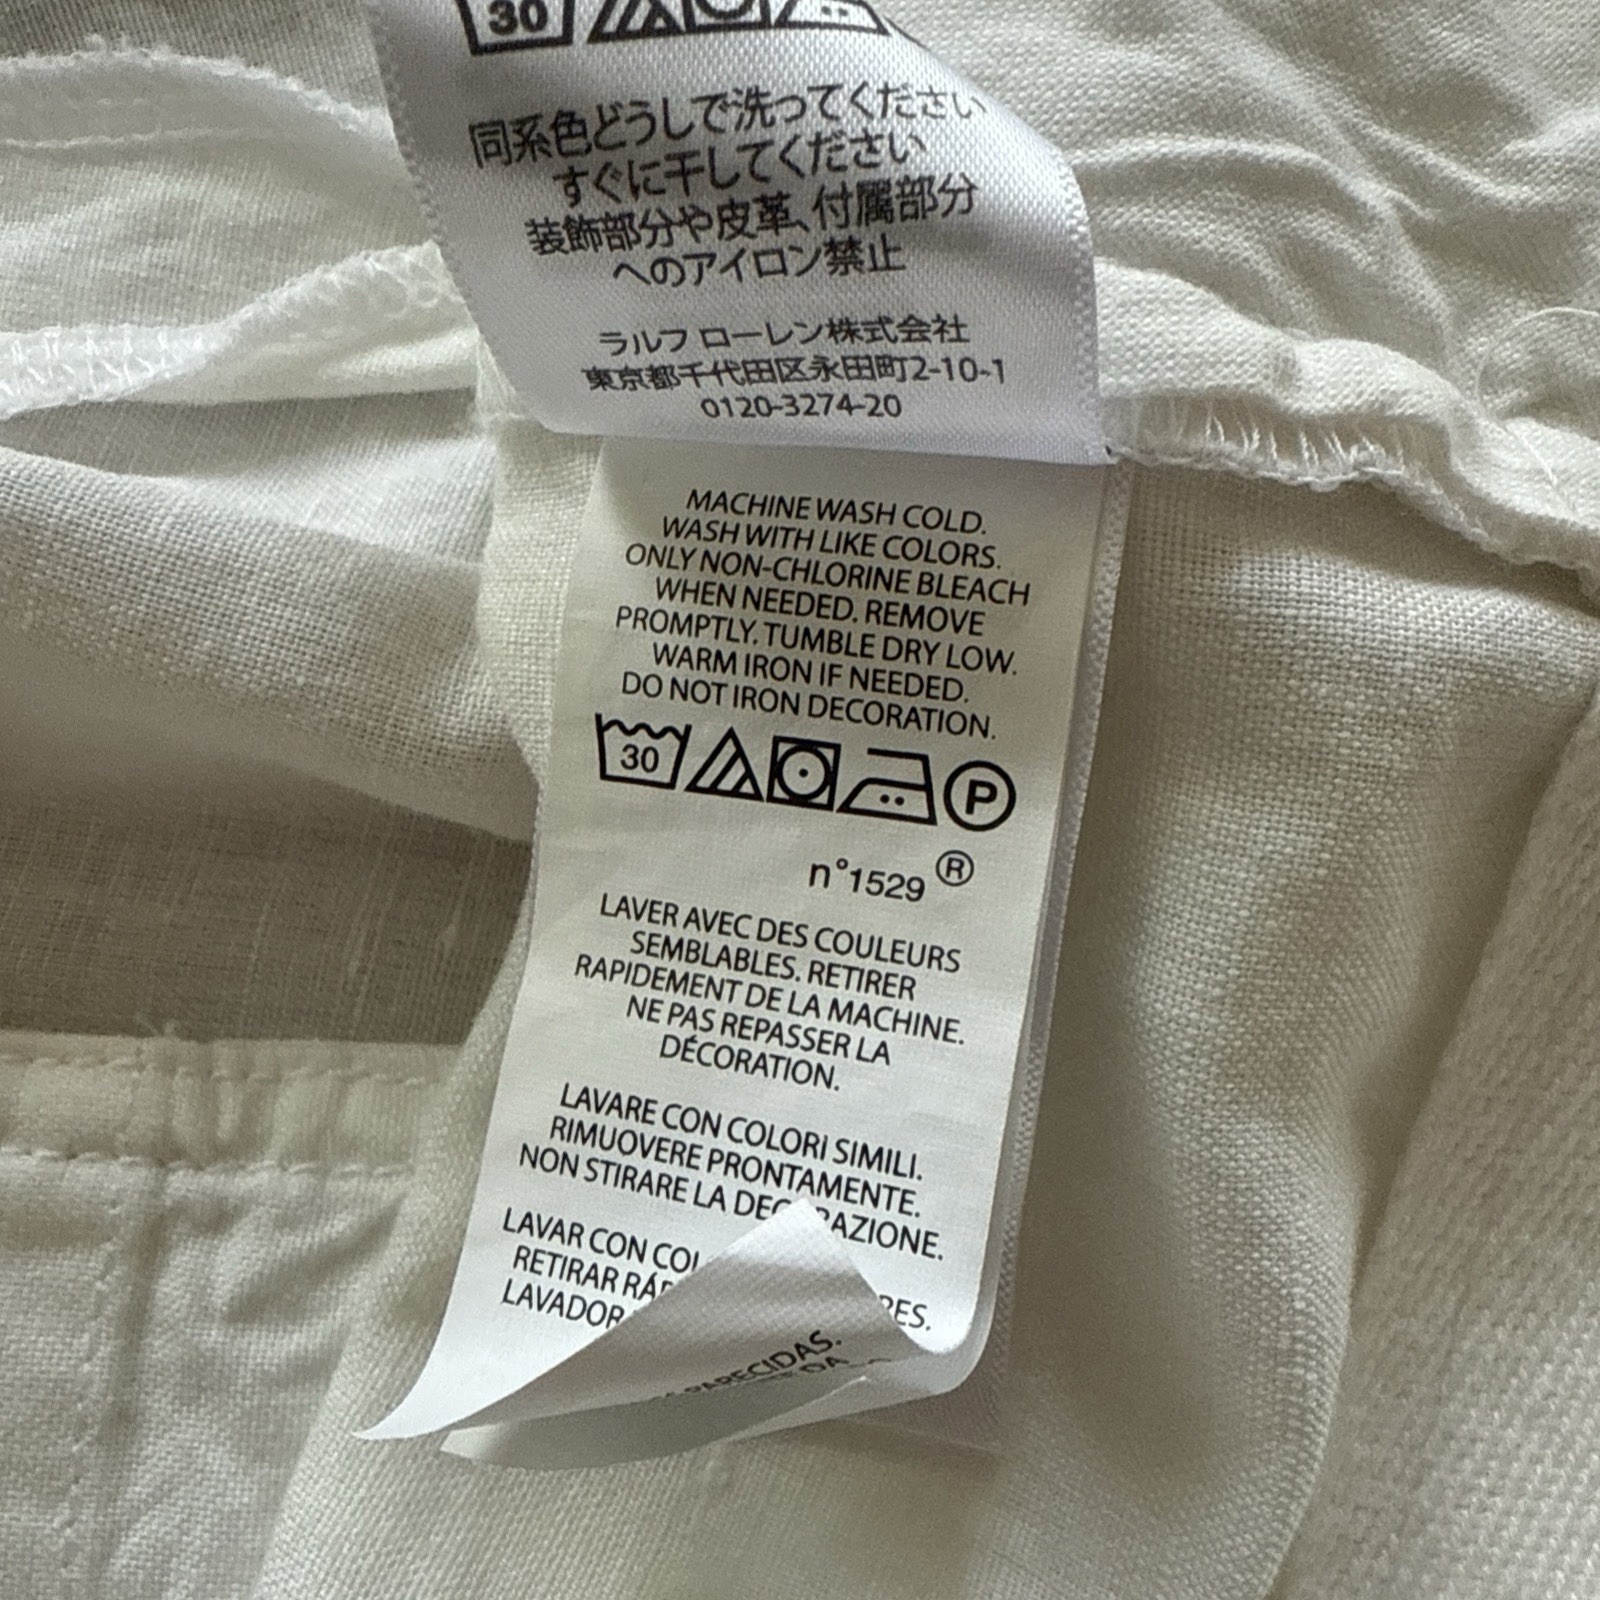 30
同系色どうしで洗ってください
すぐに干してください
装飾部分や皮革、付属部分
へのアイロン禁止
ラルフ ローレン株式会社
東京都千代田区永田町2-10-1
0120-3274-20
MACHINE WASH COLD.
WASH WITH LIKE COLORS.
ONLY NON-CHLORINE BLEACH
WHEN NEEDED. REMOVE
PROMPTLY. TUMBLE DRY LOW.
WARM IRON IF NEEDED.
DO NOT IRON DECORATION.
30 P
n°1529 ®
LAVER AVEC DES COULEURS
SEMBLABLES. RETIRER
RAPIDEMENT DE LA MACHINE.
NE PAS REPASSER LA
DÉCORATION.
LAVARE CON COLORI SIMILI.
RIMUOVERE PRONTAMENTE.
NON STIRARE LA
LAVAR CON
RETIRAR